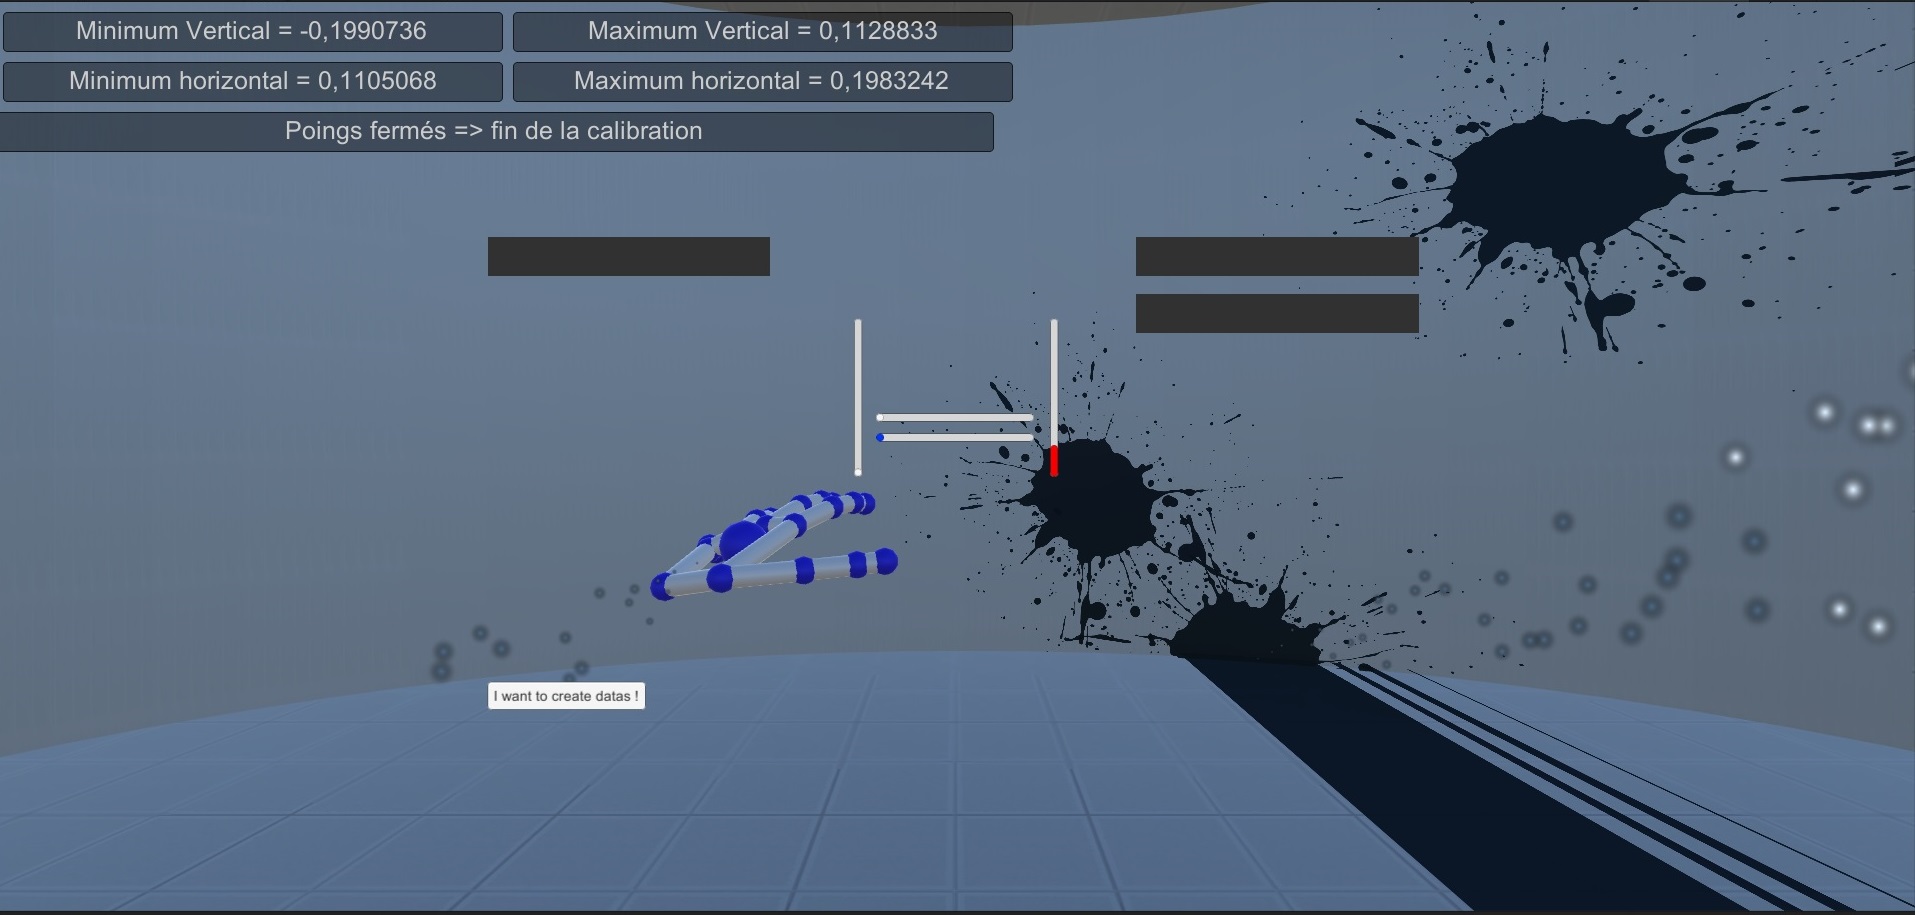 Minimum Vertical = -0,1990736
Maximum Vertical = 0,1128833
Minimum horizontal = 0,1105068
Maximum horizontal = 0,1983242
Poings fermés => fin de la calibration
I want to create datas !